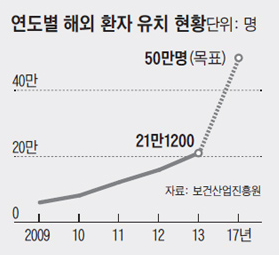 연도별 해외 환자 유치 현황 단위: 명
50만명(목표)
40만
21만1200
20만
자료: 보건산업진흥원
0
2009 10 11 12 13 17년